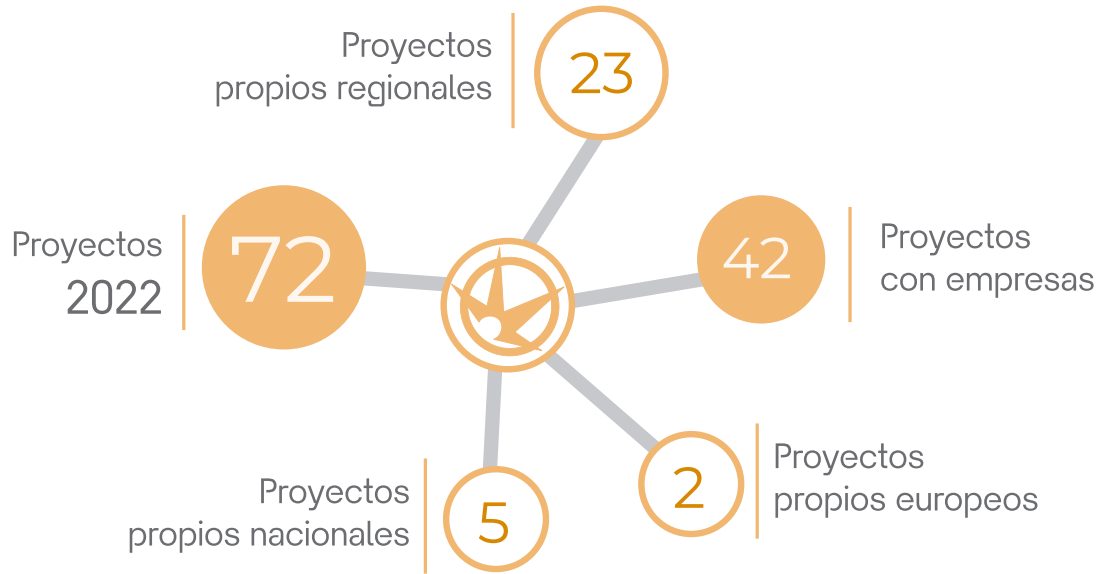 Proyectos
propios regionales
23
Proyectos
2022
72
42
Proyectos
con empresas
Proyectos
propios nacionales
5
2
Proyectos
propios europeos